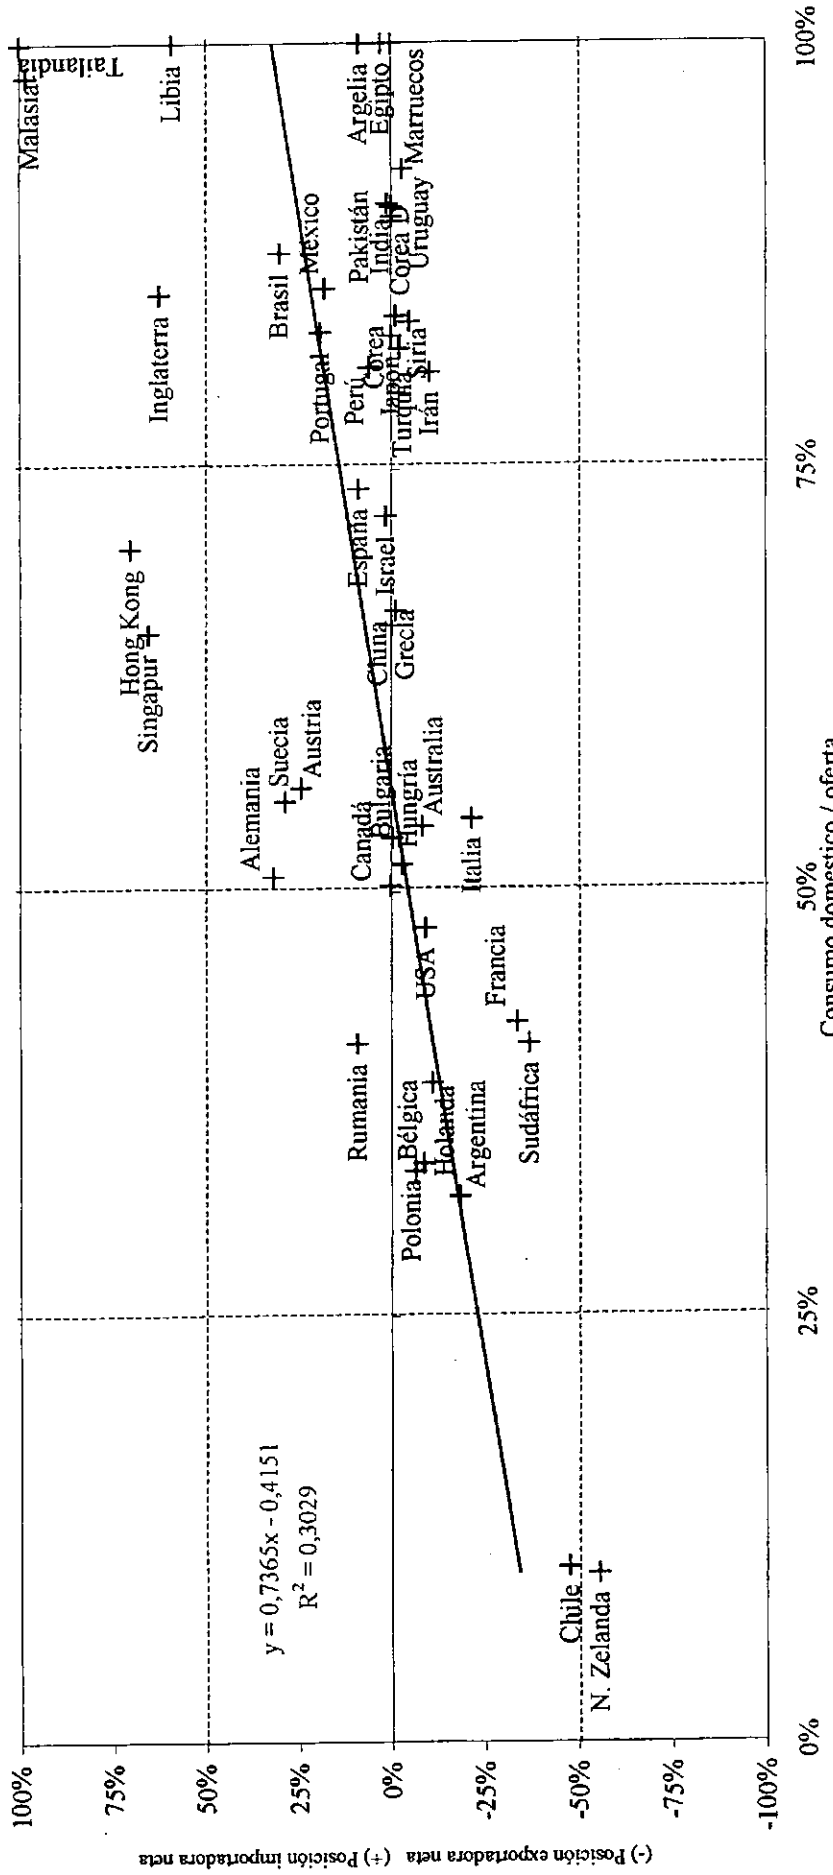 Malasia
Tailandia
Libia
Inglaterra
Brasil
México
Portugal
Argelia
Egipto
Marruecos
Pakistán
India
Corea D
Uruguay
Perú
Corea
Japón
Turquía
Siria
Irán
Hong Kong
Singapur
España
Israel
China
Grecia
Alemania
Suecia
Austria
Canadá
Bulgaria
Hungría
Australia
Italia
USA
Francia
Sudáfrica
Rumania
Bélgica
Holanda
Polonia
Argentina
y = 0,7365x - 0,4151
R² = 0,3029
Chile
N. Zelanda
100%
75%
50%
25%
0%
-25%
-50%
-75%
-100%
0%
25%
50%
75%
100%
Consumo domestico / oferta
(-) Posición exportadora neta (+) Posición importadora neta